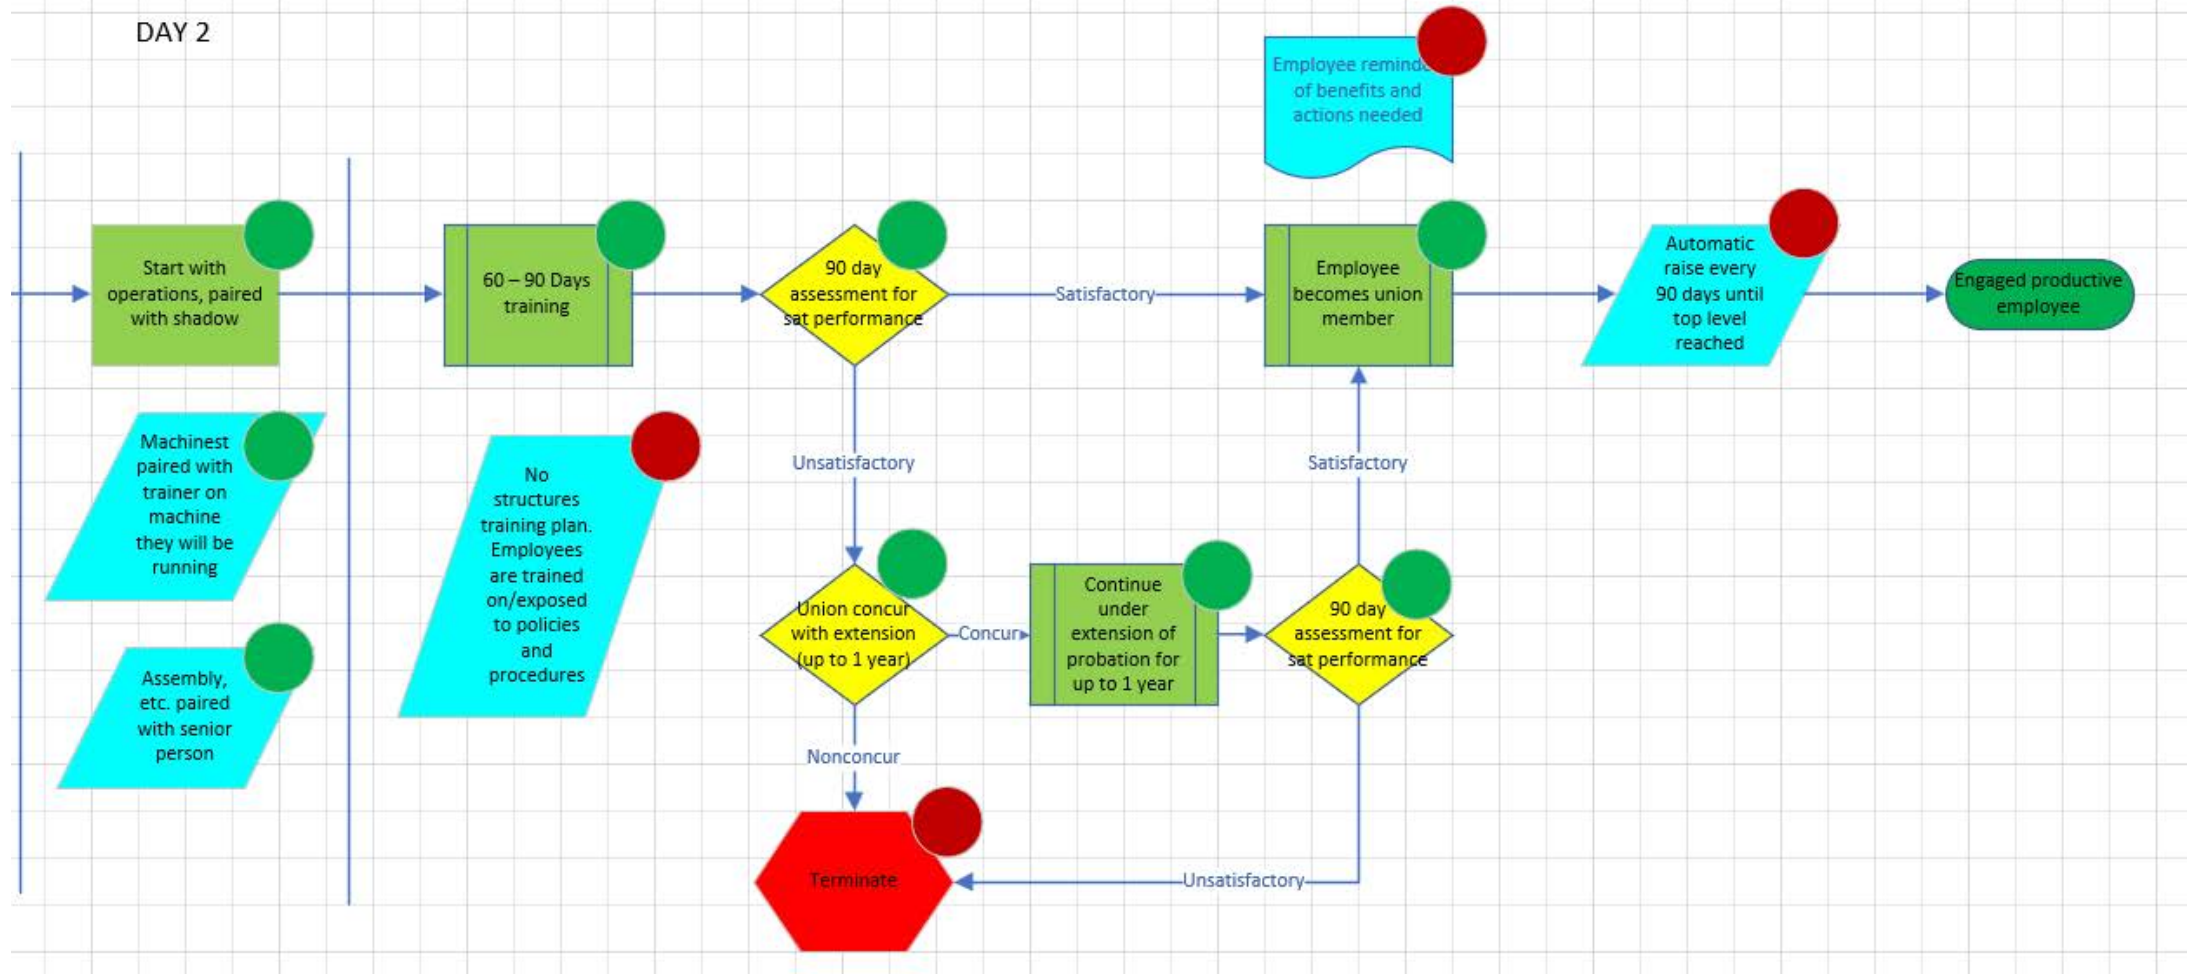 DAY 2
Employee
of benefits and
actions needed
Start with
operations, paired
with shadow
60 – 90 Days
training
90 day
assessment for
sat performance
Satisfactory
Employee
becomes union
member
Automatic
raise every
90 days until
top level
reached
Engaged productive
employee
Machinest
paired with
trainer on
machine
they will be
running
No
structures
training plan.
Employees
are trained
on/exposed
to policies
and
procedures
Unsatisfactory
Satisfactory
Assembly,
etc. paired
with senior
person
Union concur
with extension
(up to 1 year)
Concur
Continue
under
extension of
probation for
up to 1 year
90 day
assessment for
sat performance
Nonconcur
Terminate
Unsatisfactory